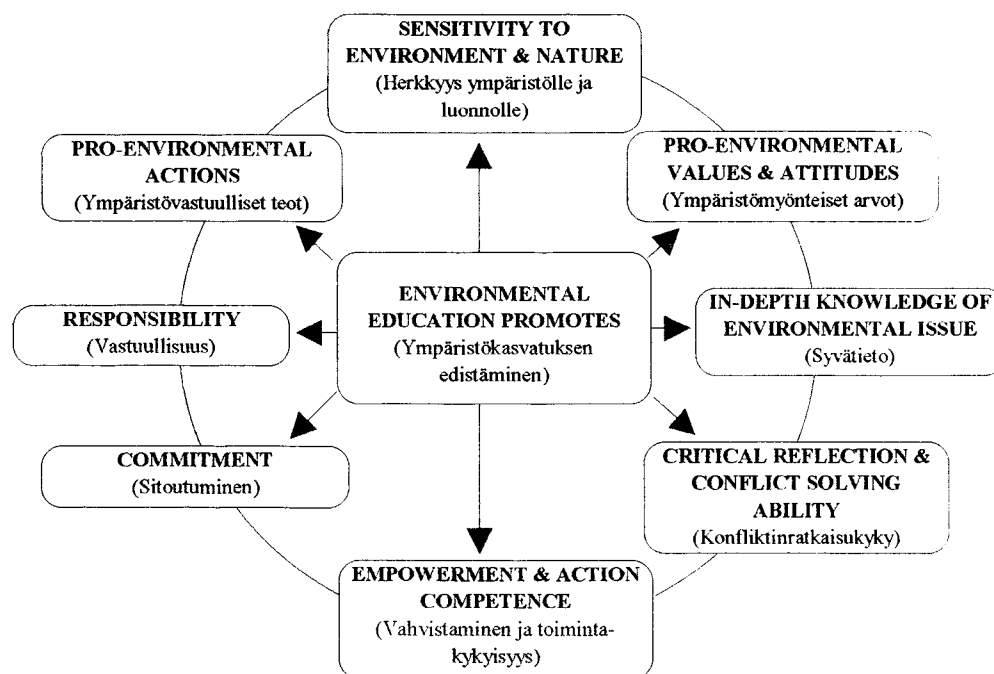 SENSITIVITY TO
ENVIRONMENT & NATURE
(Herkkyys ympäristölle ja
luonnolle)
PRO-ENVIRONMENTAL
ACTIONS
(Ympäristövastuulliset teot)
PRO-ENVIRONMENTAL
VALUES & ATTITUDES
(Ympäristömyönteiset arvot)
ENVIRONMENTAL
EDUCATION PROMOTES
(Ympäristökasvatuksen
edistäminen)
RESPONSIBILITY
(Vastuullisuus)
IN-DEPTH KNOWLEDGE OF
ENVIRONMENTAL ISSUE
(Syvätieto)
COMMITMENT
(Sitoutuminen)
CRITICAL REFLECTION &
CONFLICT SOLVING
ABILITY
(Konfliktinratkaisukyky)
EMPOWERMENT & ACTION
COMPETENCE
(Vahvistaminen ja toiminta-
kykyisyys)